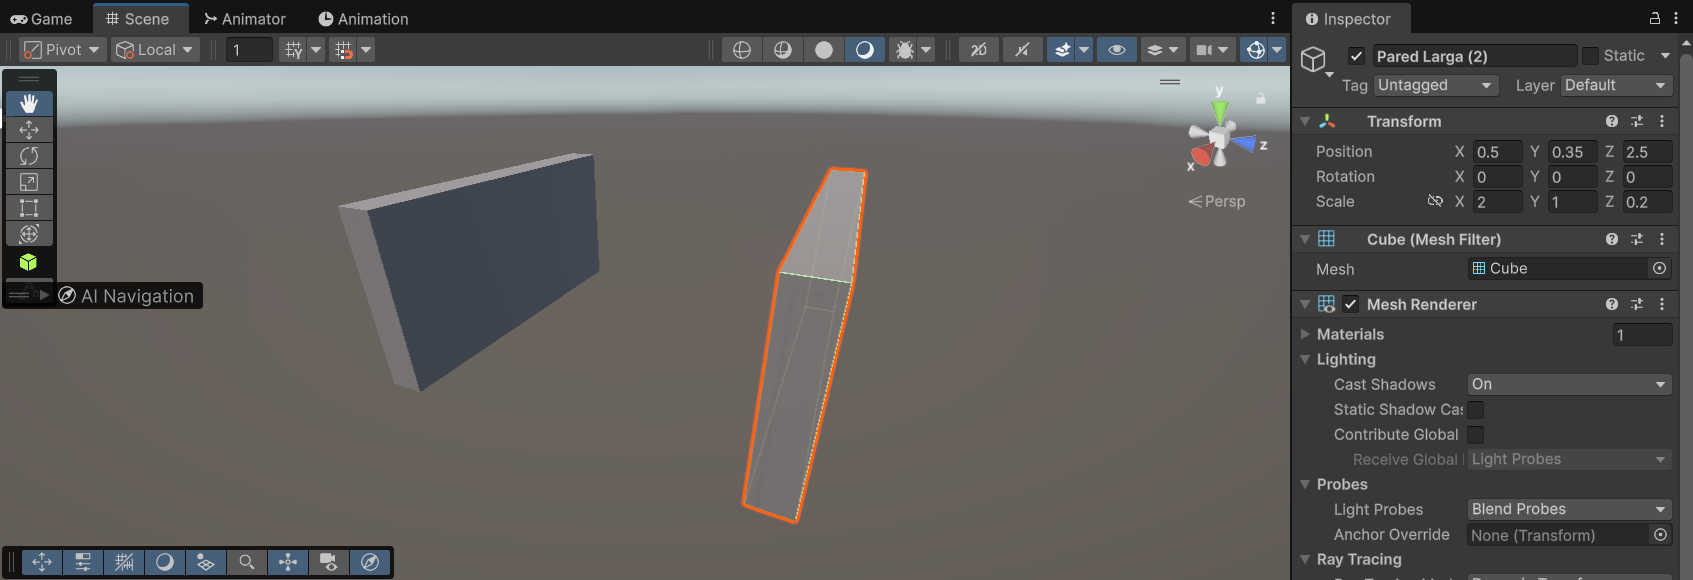 Game Scene Animator Animation
Inspector
Pivot Local 1 2D
Pared Larga (2) Static
Tag Untagged Layer Default
Transform
Position X 0.5 Y 0.35 Z 2.5
Rotation X 0 Y 0 Z 0
Scale X 2 Y 1 Z 0.2
y
z
x
Persp
Cube (Mesh Filter)
Mesh Cube
AI Navigation
Mesh Renderer
Materials 1
Lighting
Cast Shadows On
Static Shadow Cas
Contribute Global
Receive Global Light Probes
Probes
Light Probes Blend Probes
Anchor Override None (Transform)
Ray Tracing